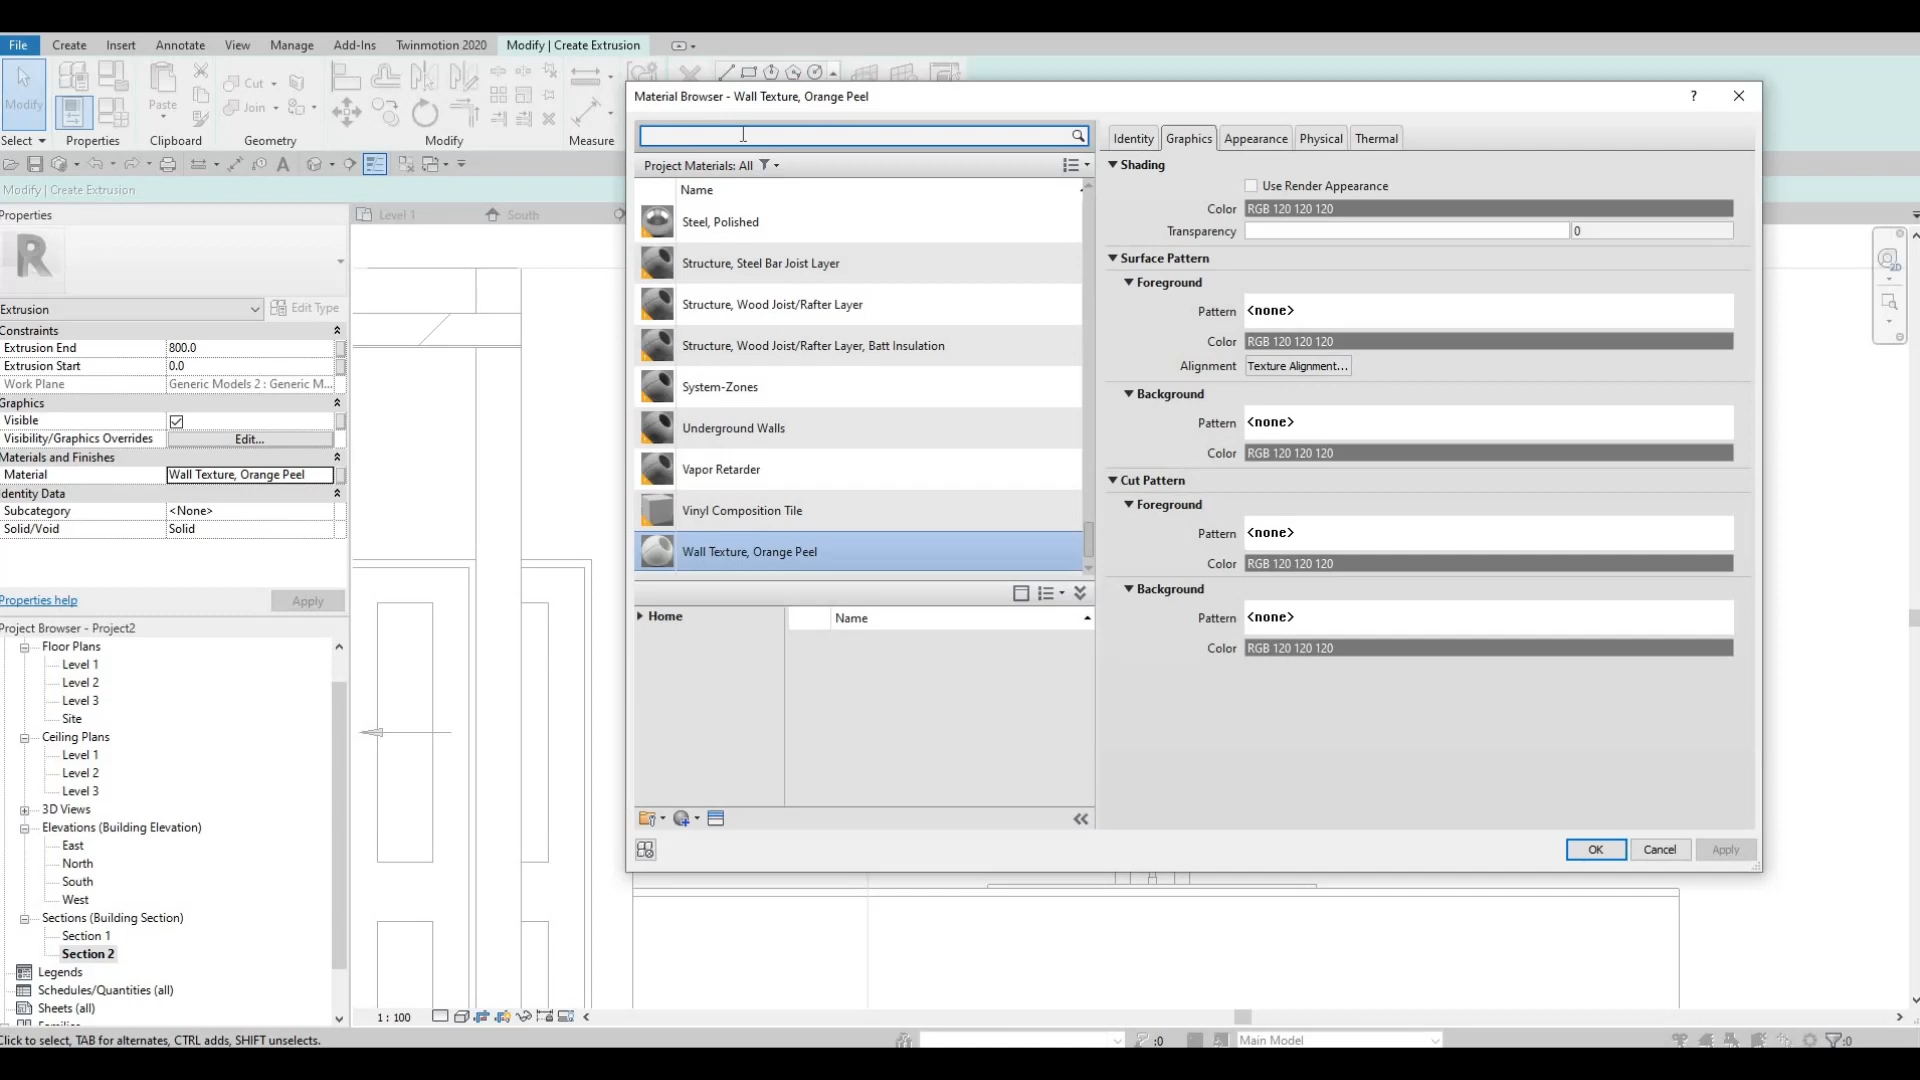 File Create Insert Annotate View Manage Add-Ins Twinmotion 2020 Modify | Create Extrusion
Modify
Paste
Cut
Join
Select Properties Clipboard Geometry Modify Measure
Modify | Create Extrusion
Properties
R
Extrusion Edit Type
Constraints
Extrusion End 800.0
Extrusion Start 0.0
Work Plane Generic Models 2 : Generic M...
Graphics
Visible
Visibility/Graphics Overrides Edit...
Materials and Finishes
Material Wall Texture, Orange Peel
Identity Data
Subcategory <None>
Solid/Void Solid
Properties help Apply
Project Browser - Project2
Floor Plans
Level 1
Level 2
Level 3
Site
Ceiling Plans
Level 1
Level 2
Level 3
3D Views
Elevations (Building Elevation)
East
North
South
West
Sections (Building Section)
Section 1
Section 2
Legends
Schedules/Quantities (all)
Sheets (all)
Level 1 South
Material Browser - Wall Texture, Orange Peel
?
Project Materials: All
Name
Steel, Polished
Structure, Steel Bar Joist Layer
Structure, Wood Joist/Rafter Layer
Structure, Wood Joist/Rafter Layer, Batt Insulation
System-Zones
Underground Walls
Vapor Retarder
Vinyl Composition Tile
Wall Texture, Orange Peel
Home Name
Identity Graphics Appearance Physical Thermal
Shading
Use Render Appearance
Color RGB 120 120 120
Transparency 0
Surface Pattern
Foreground
Pattern <none>
Color RGB 120 120 120
Alignment Texture Alignment...
Background
Pattern <none>
Color RGB 120 120 120
Cut Pattern
Foreground
Pattern <none>
Color RGB 120 120 120
Background
Pattern <none>
Color RGB 120 120 120
OK Cancel Apply
2D
1 : 100
Click to select, TAB for alternates, CTRL adds, SHIFT unselects.
:0 Main Model :0